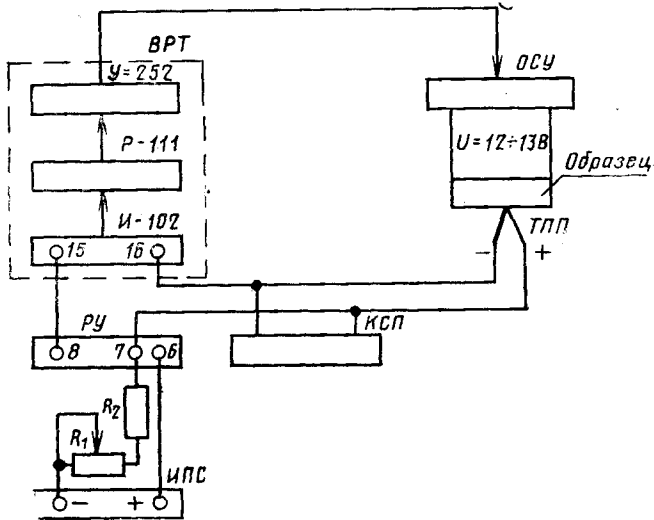 ВРТ
У=252
ОСУ
Р-111
U=12÷13В
Образец
И-102
ТПП
15 16
- +
РУ
КСП
8 7 6
R2
R1
ИПС
- +